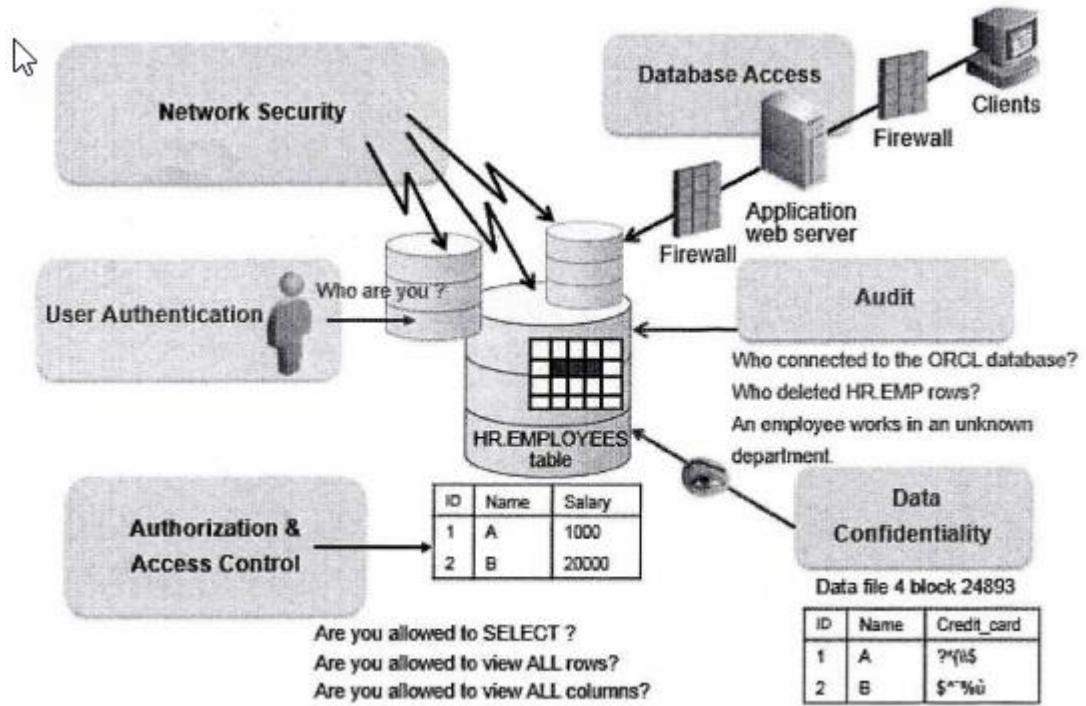 Network Security
Database Access
Clients
Firewall
Application
web server
Firewall
User Authentication
Who are you ?
Audit
Who connected to the ORCL database?
Who deleted HR.EMP rows?
An employee works in an unknown
department.
HR.EMPLOYEES
table
ID Name Salary
1 A 1000
2 B 20000
Authorization &
Access Control
Are you allowed to SELECT ?
Are you allowed to view ALL rows?
Are you allowed to view ALL columns?
Data
Confidentiality
Data file 4 block 24893
ID Name Credit_card
1 A
2 B